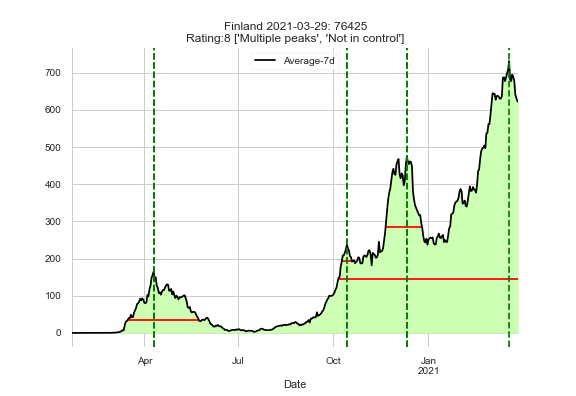 Finland 2021-03-29: 76425
Rating:8 ['Multiple peaks', 'Not in control']
Average-7d
700
600
500
400
300
200
100
0
Apr
Jul
Oct
Jan
2021
Date